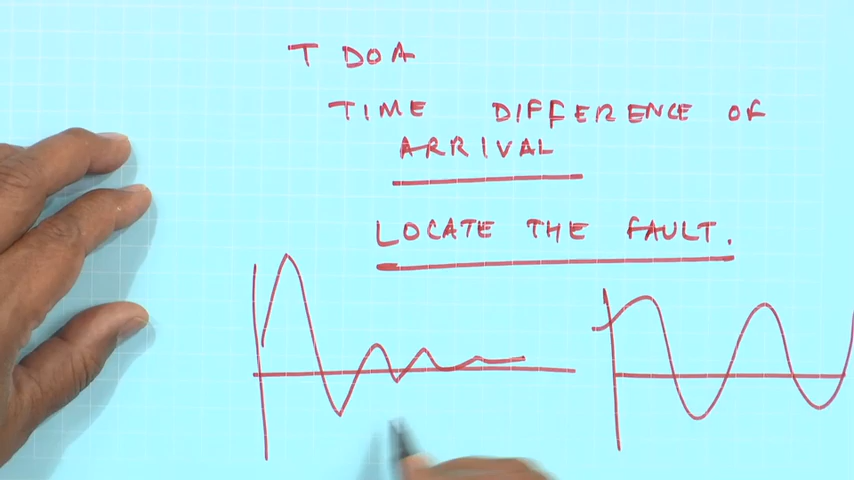 T DOA
TIME DIFFERENCE OF
ARRIVAL
LOCATE THE FAULT.